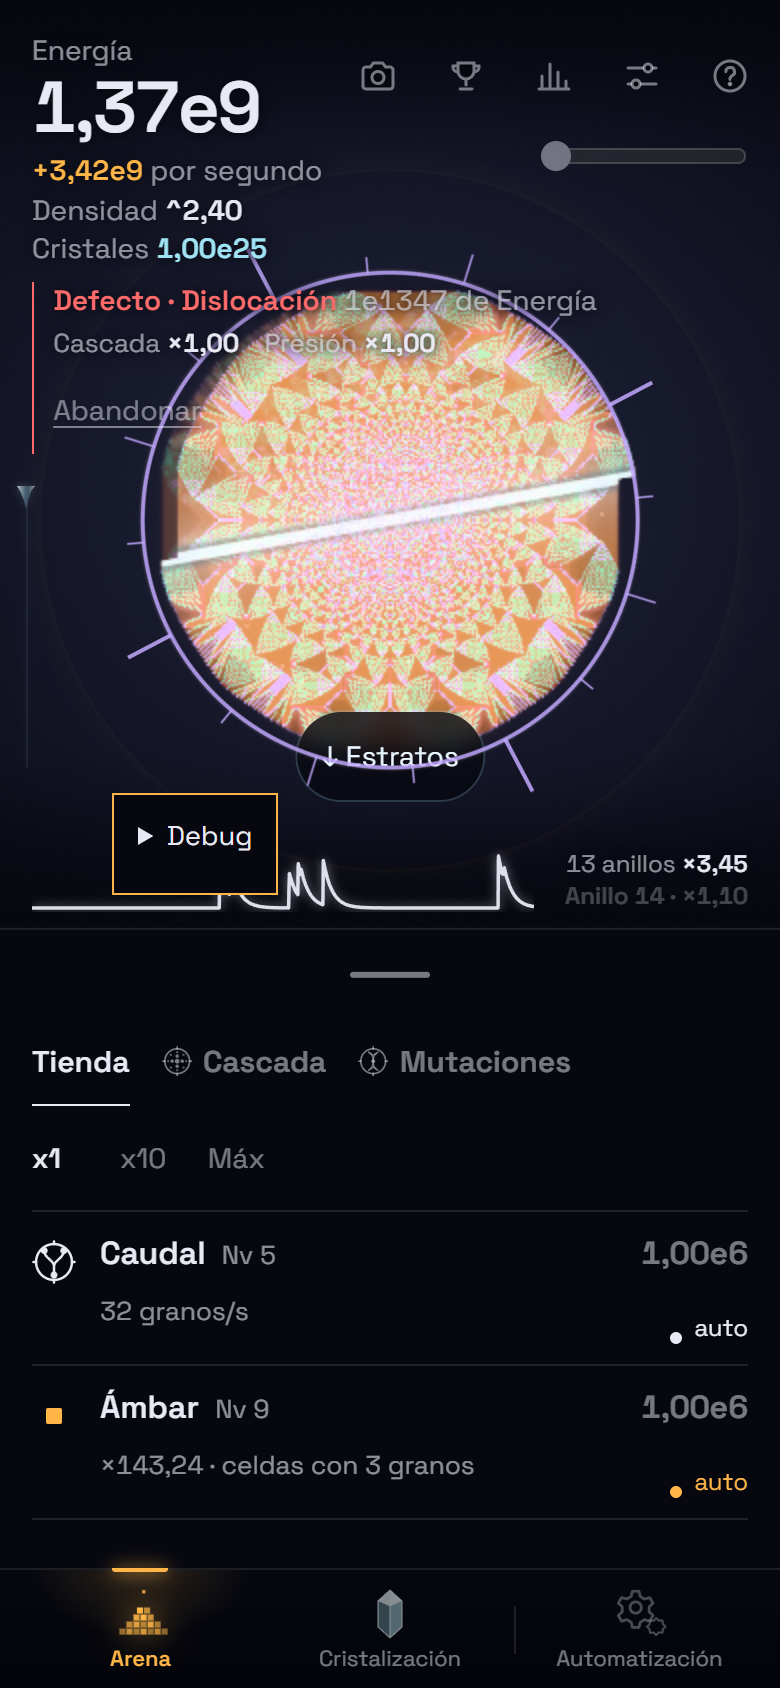 Energía
1,37e9
+3,42e9 por segundo
Densidad ^2,40
Cristales 1,00e25
Defecto · Dislocación 1e1347 de Energía
Cascada ×1,00 Presión ×1,00
Abandonar
↓ Estratos
▶ Debug
13 anillos ×3,45
Anillo 14 · ×1,10
Tienda Cascada Mutaciones
x1 x10 Máx
Caudal Nv 5 1,00e6
32 granos/s
auto
Ámbar Nv 9 1,00e6
×143,24 · celdas con 3 granos
auto
Arena Cristalización Automatización